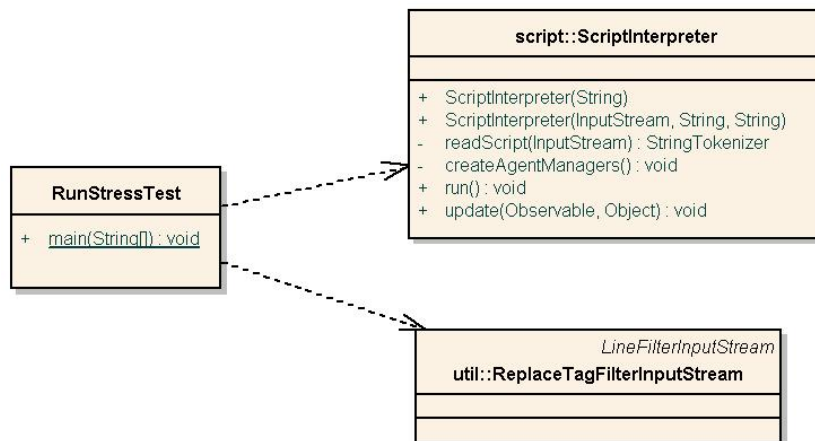 script::ScriptInterpreter
+ ScriptInterpreter(String)
+ ScriptInterpreter(InputStream, String, String)
- readScript(InputStream) : StringTokenizer
- createAgentManagers() : void
+ run() : void
+ update(Observable, Object) : void
RunStressTest
+ main(String[]) : void
LineFilterInputStream
util::ReplaceTagFilterInputStream